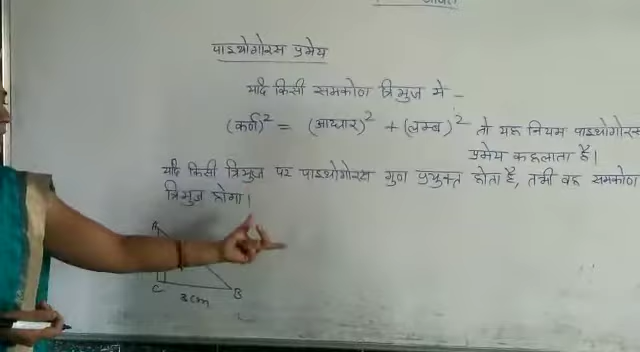 पाइथोगोरस प्रमेय
यदि किसी समकोण त्रिभुज मे -
(कर्ण)² = (आधार)² + (लम्ब)² तो यह नियम पाइथोगोरस
प्रमेय कहलाता है।
यदि किसी त्रिभुज पर पाइथोगोरस गुण प्रयुक्त होता है, तभी वह समकोण
त्रिभुज होगा।
A
C B
3cm